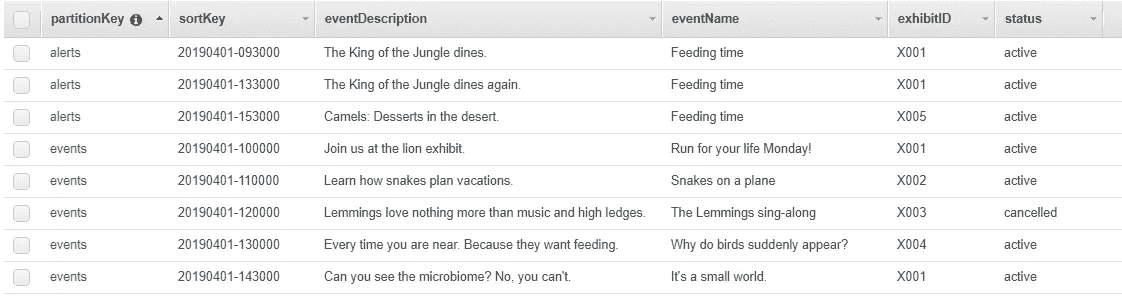 partitionKey sortKey eventDescription eventName exhibitID status
alerts 20190401-093000 The King of the Jungle dines. Feeding time X001 active
alerts 20190401-133000 The King of the Jungle dines again. Feeding time X001 active
alerts 20190401-153000 Camels: Desserts in the desert. Feeding time X005 active
events 20190401-100000 Join us at the lion exhibit. Run for your life Monday! X001 active
events 20190401-110000 Learn how snakes plan vacations. Snakes on a plane X002 active
events 20190401-120000 Lemmings love nothing more than music and high ledges. The Lemmings sing-along X003 cancelled
events 20190401-130000 Every time you are near. Because they want feeding. Why do birds suddenly appear? X004 active
events 20190401-143000 Can you see the microbiome? No, you can't. It's a small world. X001 active